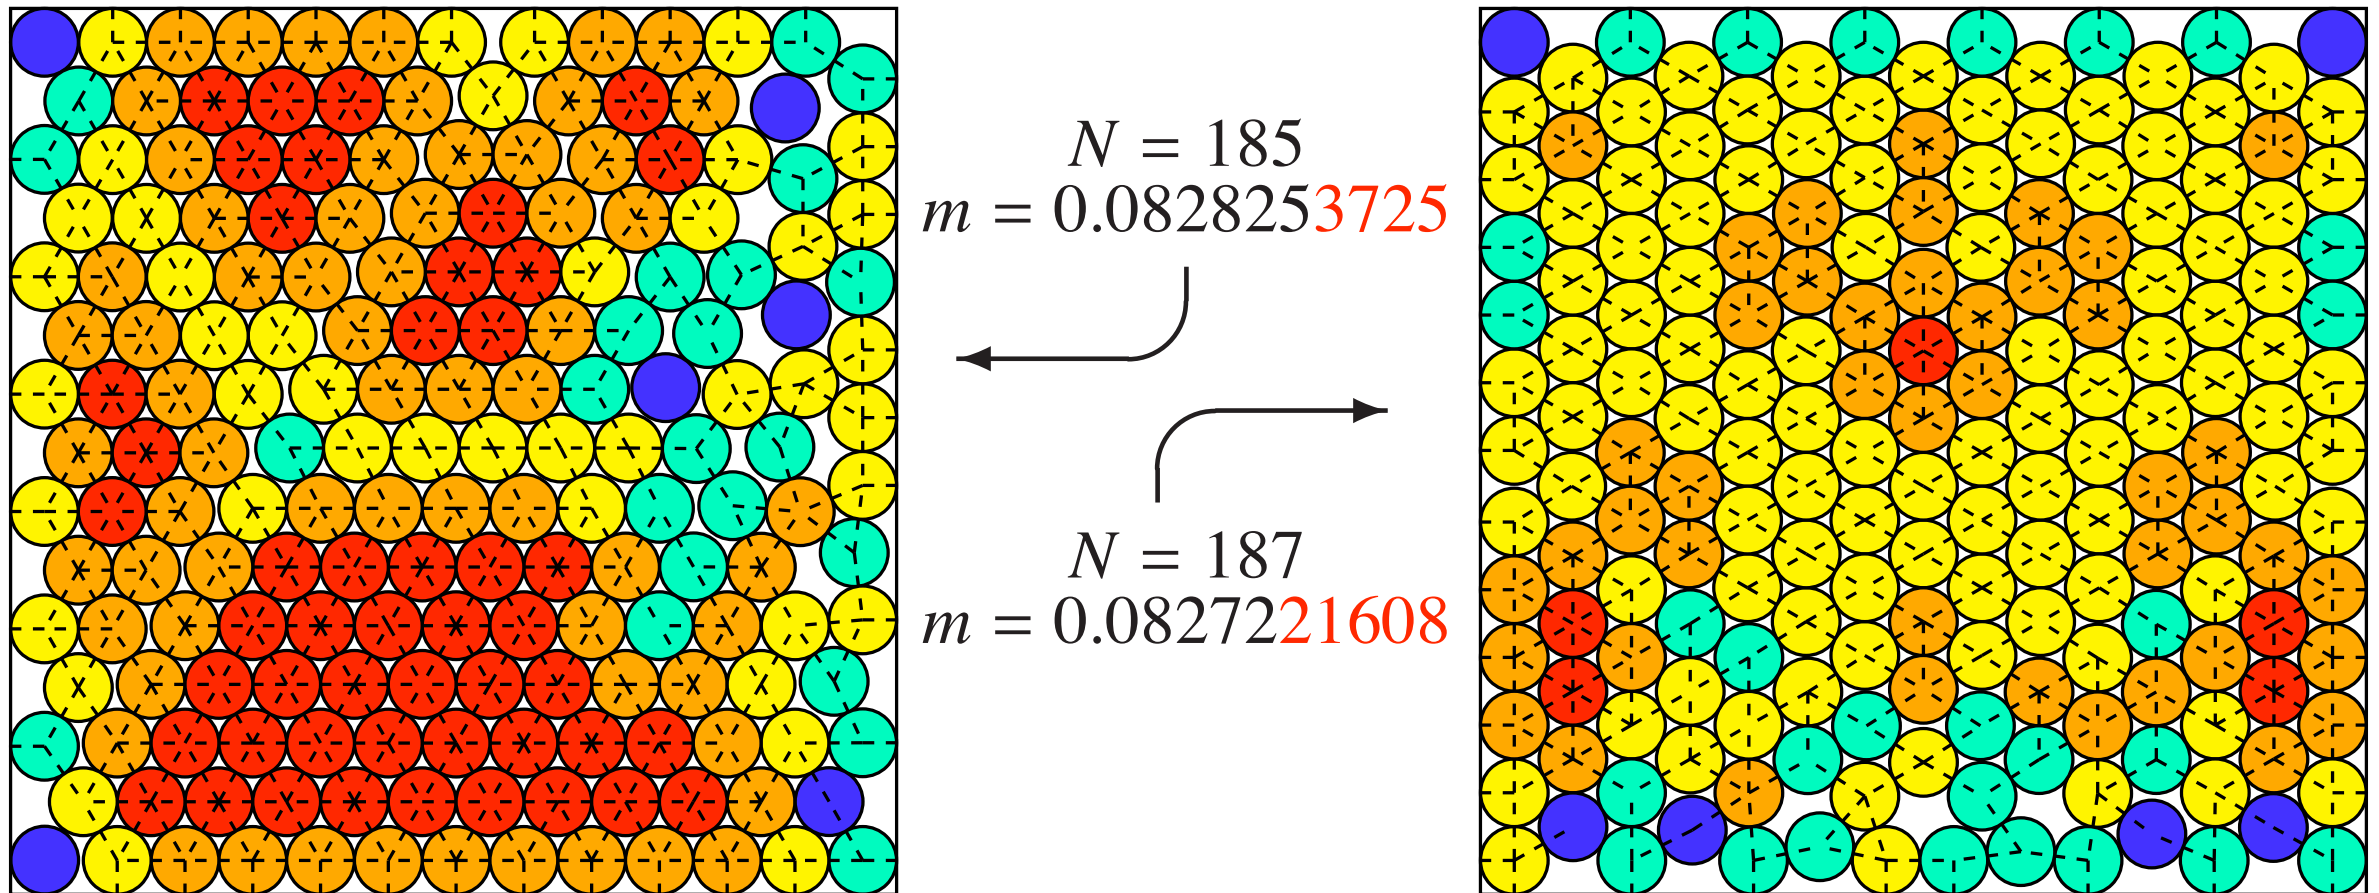 N = 185
m = 0.0828253725
N = 187
m = 0.0827221608